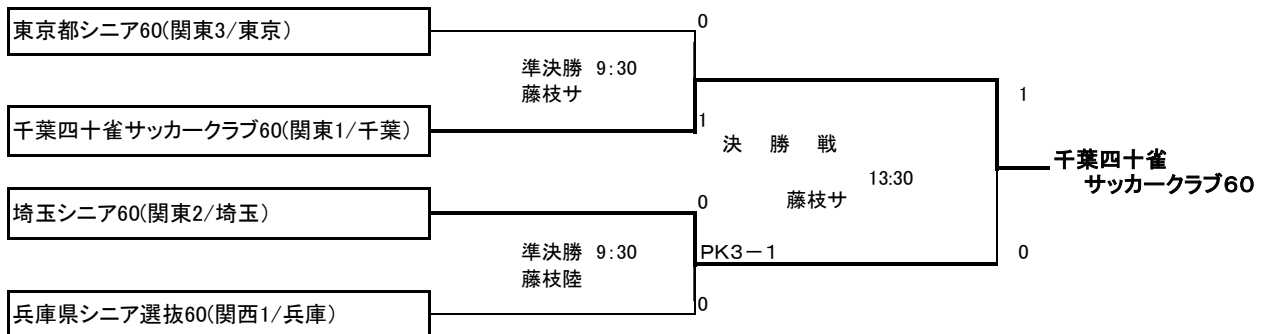 東京都シニア60(関東3/東京)
0
準決勝 9:30
藤枝サ
千葉四十雀サッカークラブ60(関東1/千葉)
1
1
決 勝 戦
13:30
藤枝サ
千葉四十雀
サッカークラブ60
埼玉シニア60(関東2/埼玉)
0
準決勝 9:30
藤枝陸
PK3-1
0
兵庫県シニア選抜60(関西1/兵庫)
0